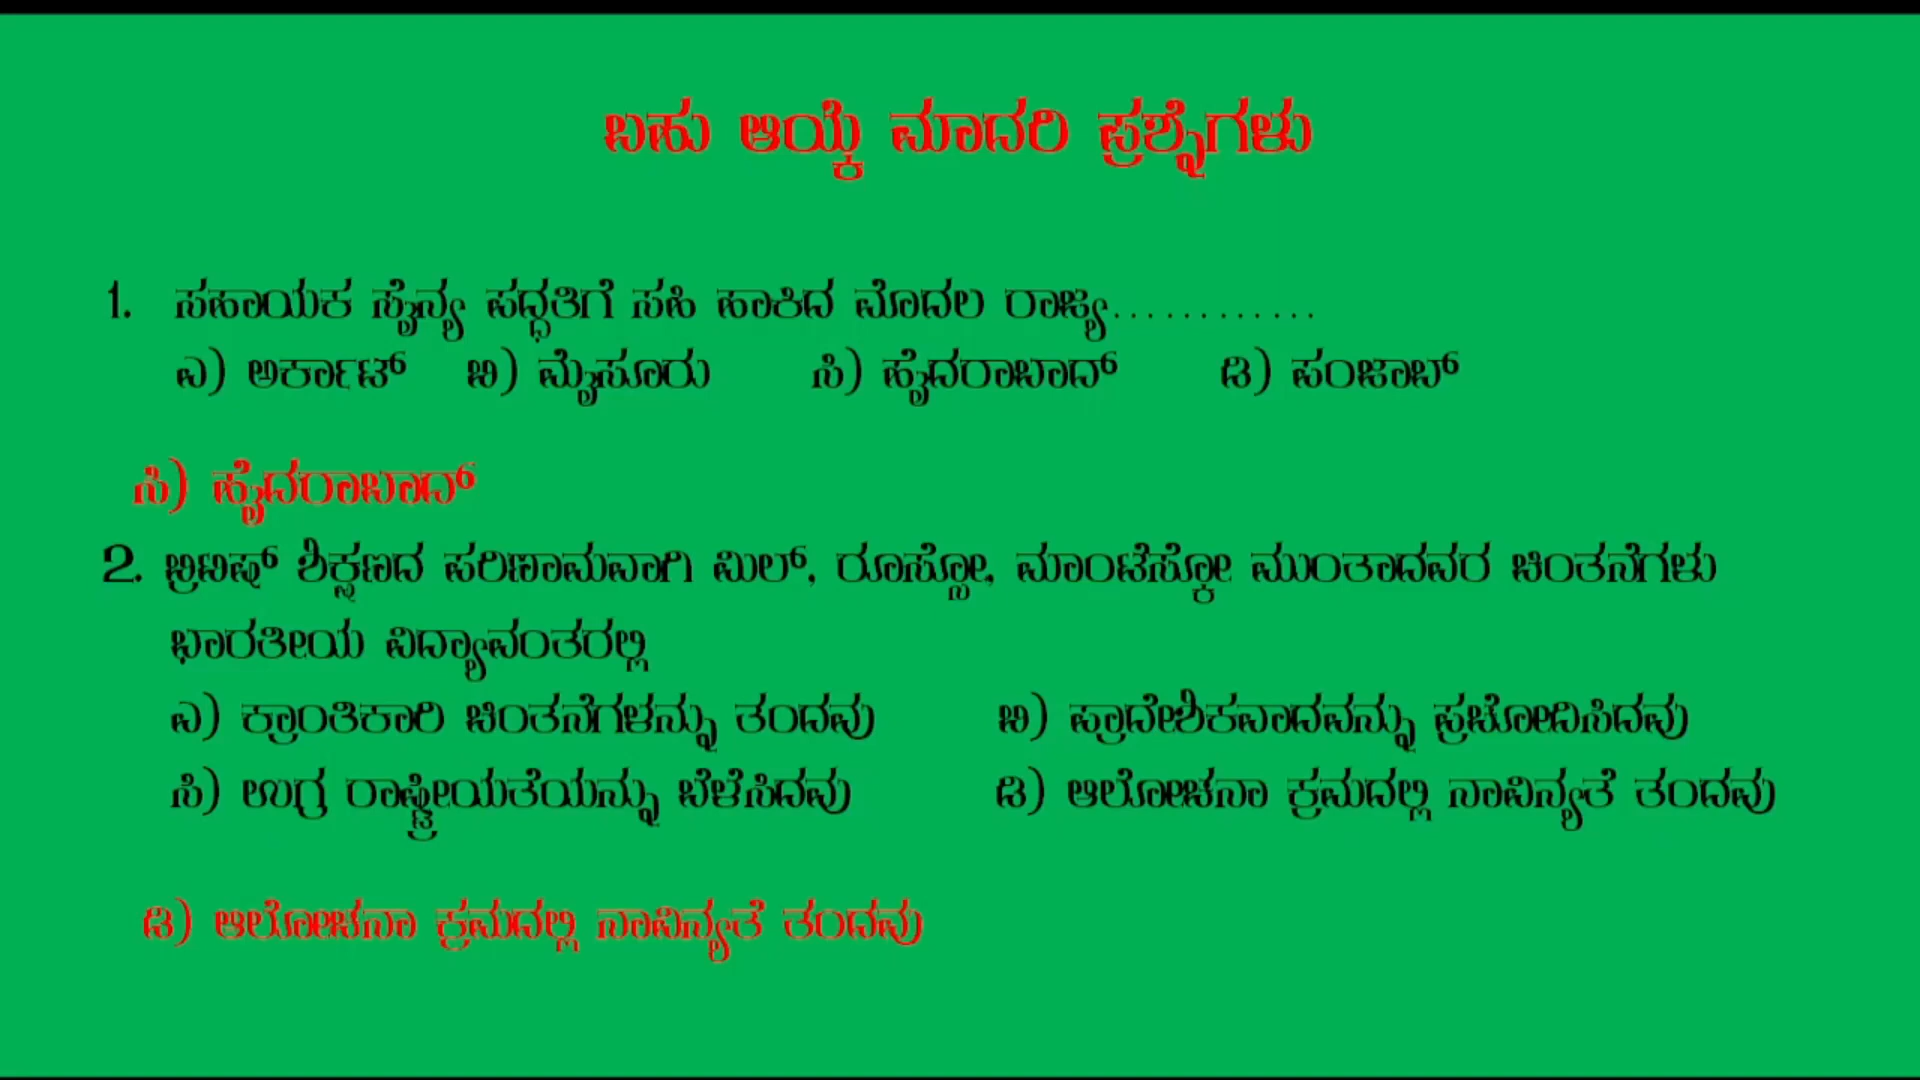 ಬಹು ಆಯ್ಕೆ ಮಾದರಿ ಪ್ರಶ್ನೆಗಳು
1. ಸಹಾಯಕ ಸೈನ್ಯ ಪದ್ಧತಿಗೆ ಸಹಿ ಹಾಕಿದ ಮೊದಲ ರಾಜ್ಯ............
ಎ) ಅರ್ಕಾಟ್ ಬಿ) ಮೈಸೂರು ಸಿ) ಹೈದರಾಬಾದ್ ಡಿ) ಪಂಜಾಬ್
ಸಿ) ಹೈದರಾಬಾದ್
2. ಬ್ರಿಟಿಷ್ ಶಿಕ್ಷಣದ ಪರಿಣಾಮವಾಗಿ ಮಿಲ್, ರೂಸ್ಸೋ, ಮಾಂಟೆಸ್ಕೋ ಮುಂತಾದವರ ಚಿಂತನೆಗಳು
ಭಾರತೀಯ ವಿದ್ಯಾವಂತರಲ್ಲಿ
ಎ) ಕ್ರಾಂತಿಕಾರಿ ಚಿಂತನೆಗಳನ್ನು ತಂದವು ಬಿ) ಪ್ರಾದೇಶಿಕವಾದವನ್ನು ಪ್ರಚೋದಿಸಿದವು
ಸಿ) ಉಗ್ರ ರಾಷ್ಟ್ರೀಯತೆಯನ್ನು ಬೆಳೆಸಿದವು ಡಿ) ಆಲೋಚನಾ ಕ್ರಮದಲ್ಲಿ ನಾವಿನ್ಯತೆ ತಂದವು
ಡಿ) ಆಲೋಚನಾ ಕ್ರಮದಲ್ಲಿ ನಾವಿನ್ಯತೆ ತಂದವು